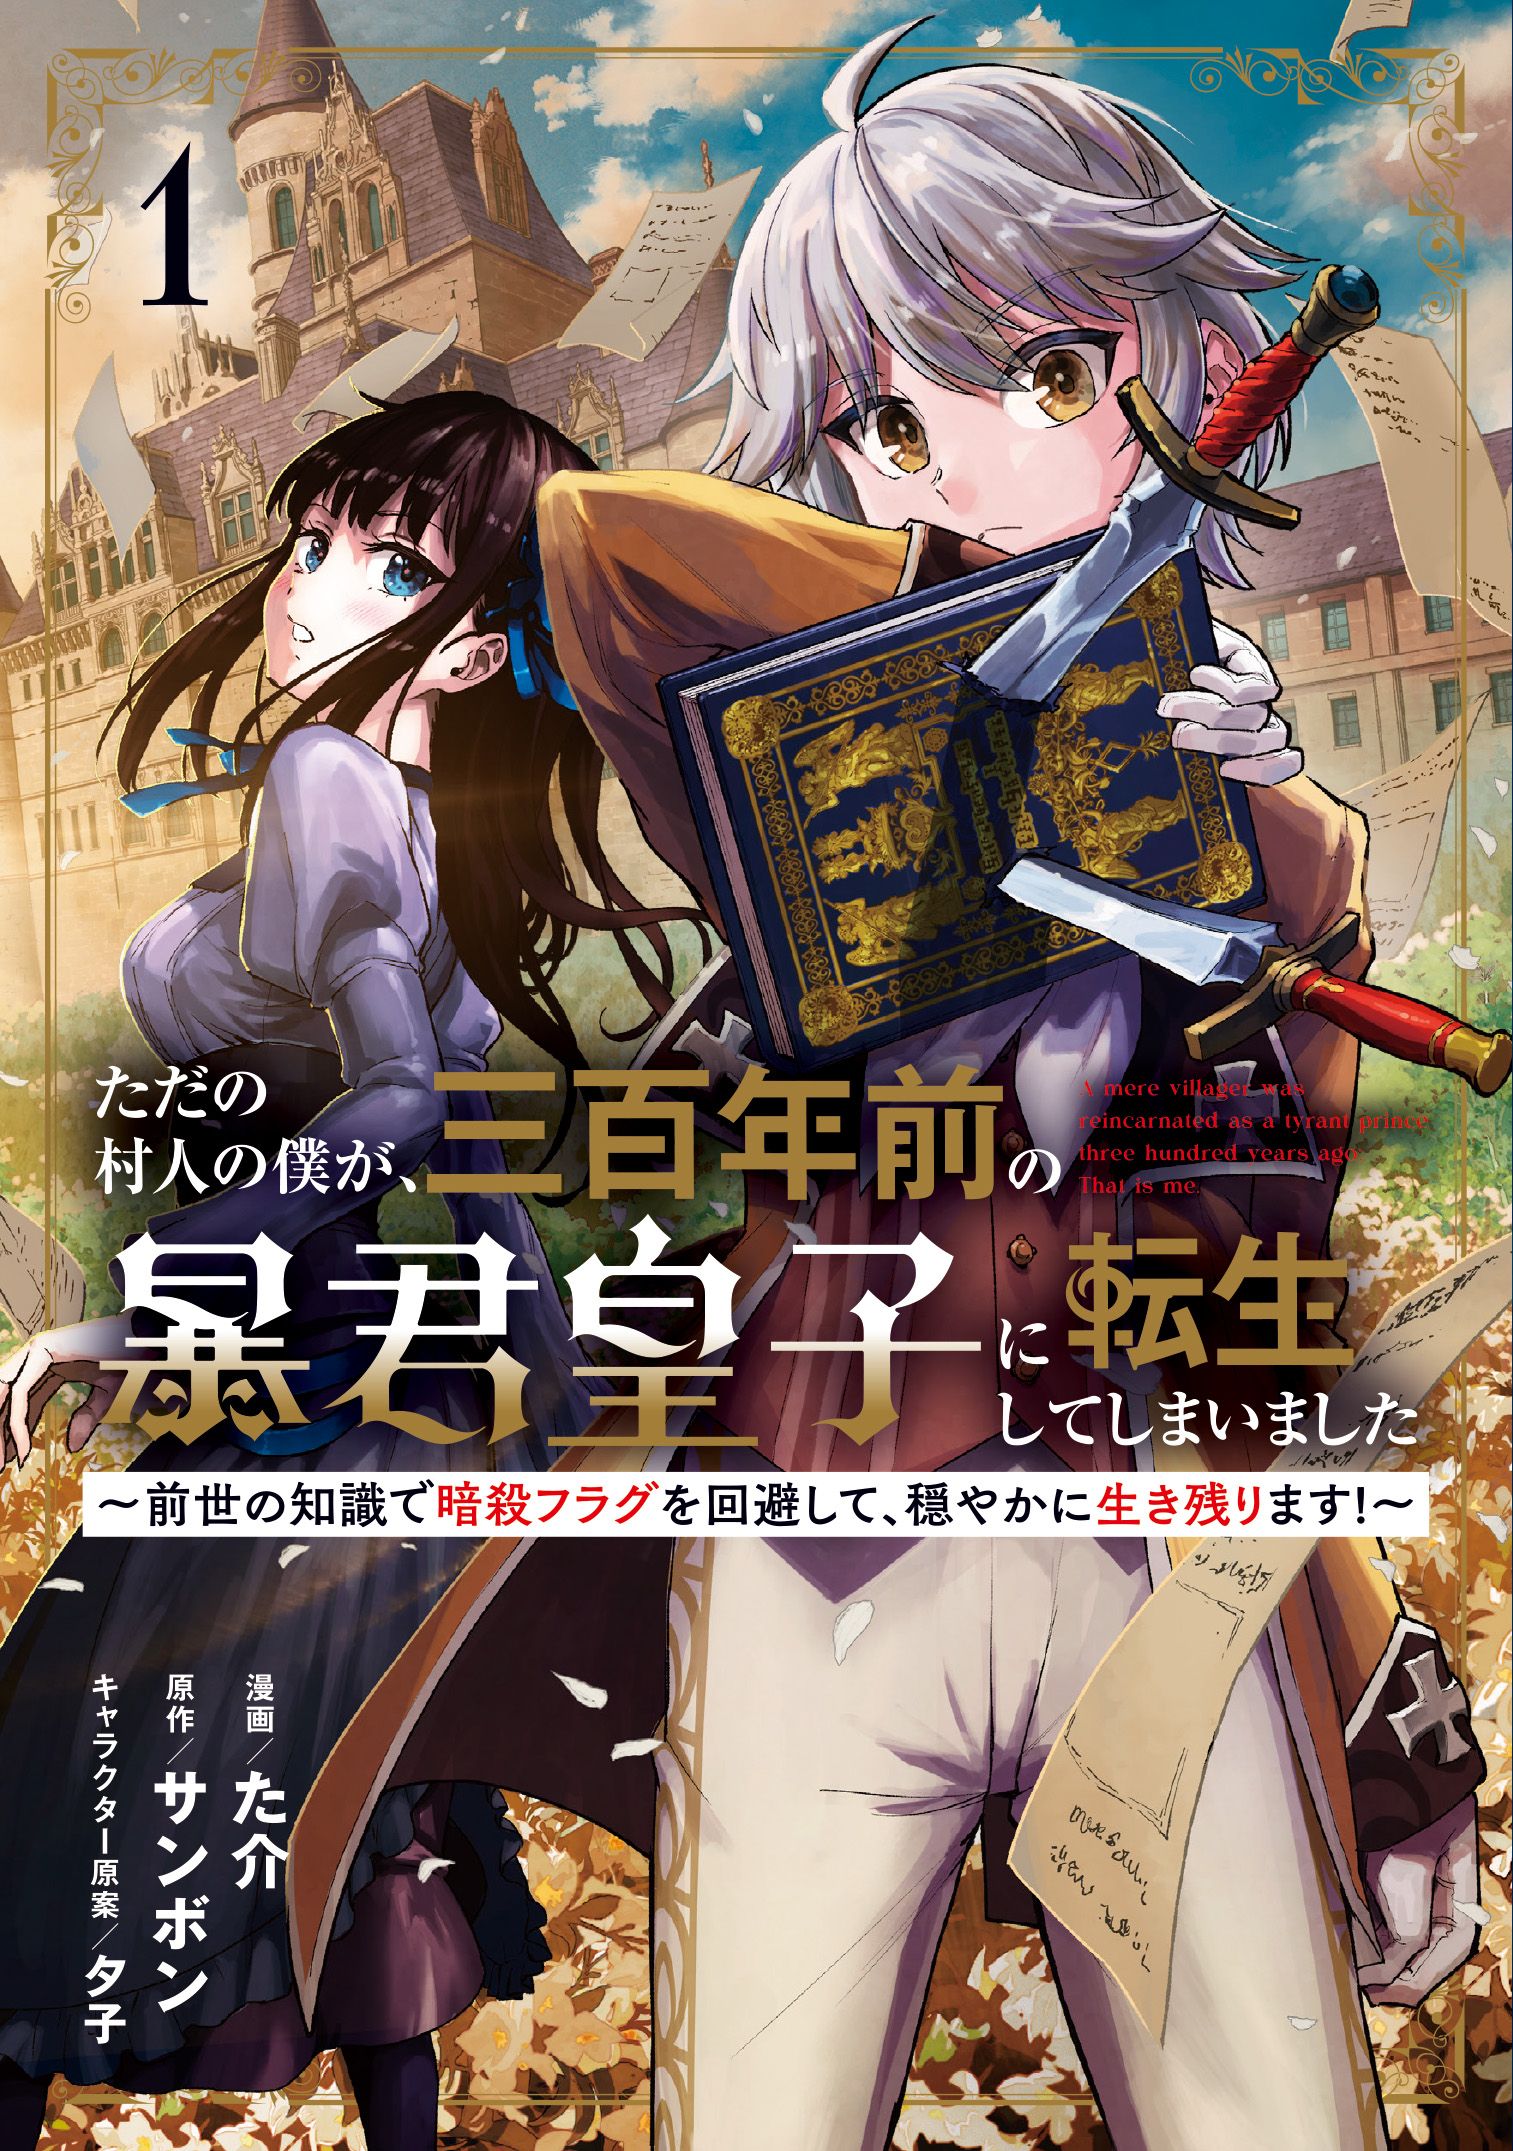 1
ただの
村人の僕が、三百年前の
暴君皇子に転生
してしまいました
A mere villager was
reincarnated as a tyrant prince
three hundred years ago
That is me.
～前世の知識で暗殺フラグを回避して、穏やかに生き残ります!～
漫画／た介
原作／サンボン
キャラクター原案／夕子